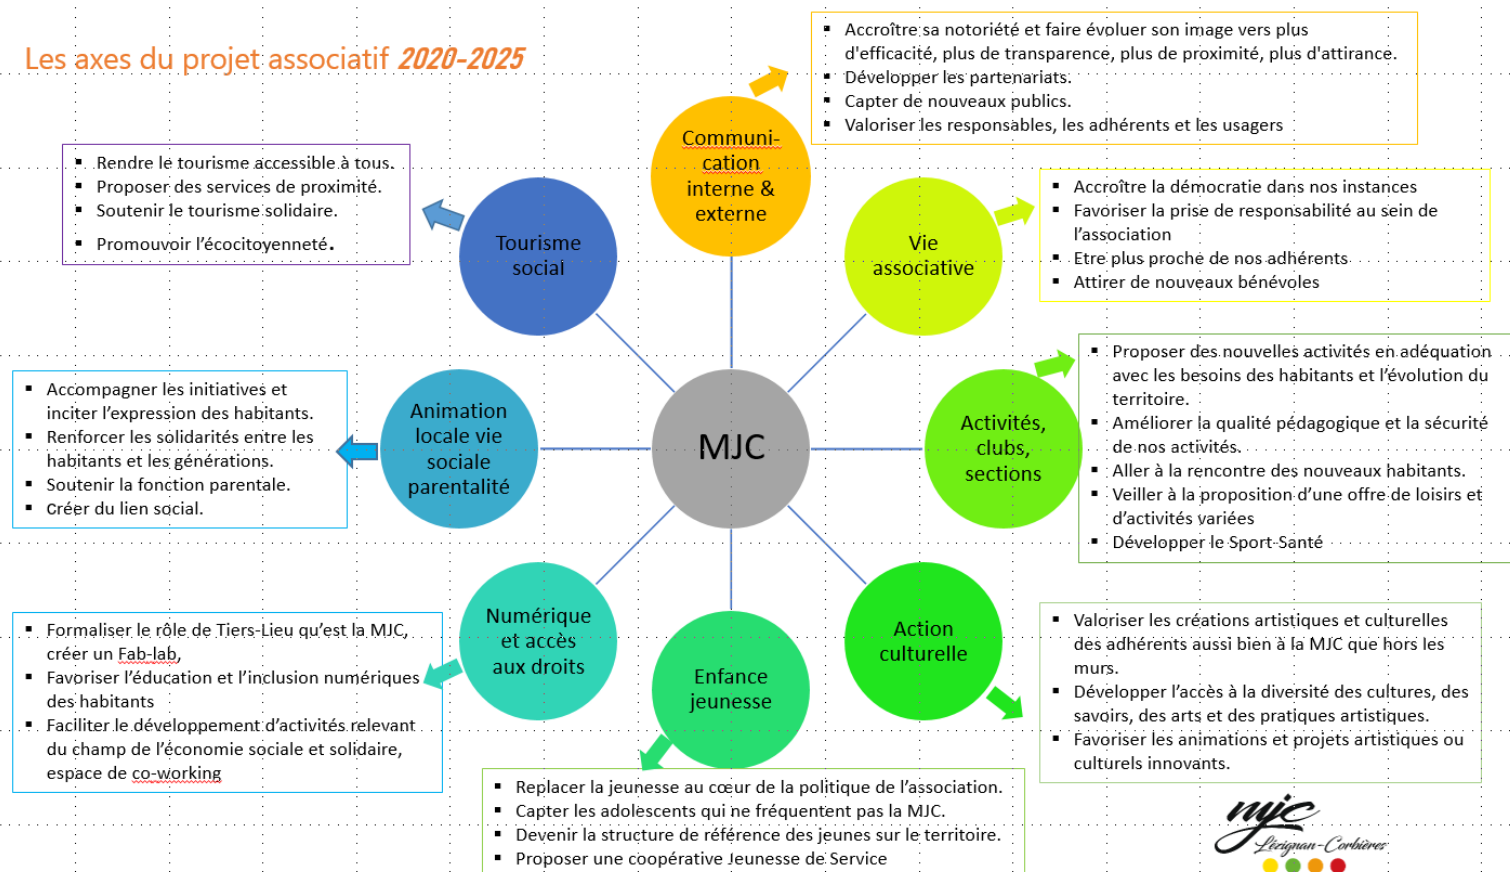 Les axes du projet associatif 2020-2025
▪ Accroître sa notoriété et faire évoluer son image vers plus
d'efficacité, plus de transparence, plus de proximité, plus d'attirance.
▪ Développer les partenariats.
▪ Capter de nouveaux publics.
▪ Valoriser les responsables, les adhérents et les usagers
Communi-
cation
interne &
externe
▪ Rendre le tourisme accessible à tous.
▪ Proposer des services de proximité.
▪ Soutenir le tourisme solidaire.
▪ Promouvoir l'écocitoyenneté.
Tourisme
social
Vie
associative
▪ Accroître la démocratie dans nos instances
▪ Favoriser la prise de responsabilité au sein de
l'association
▪ Etre plus proche de nos adhérents
▪ Attirer de nouveaux bénévoles
▪ Accompagner les initiatives et
inciter l'expression des habitants.
▪ Renforcer les solidarités entre les
habitants et les générations.
▪ Soutenir la fonction parentale.
▪ Créer du lien social.
Animation
locale vie
sociale
parentalité
MJC
Activités,
clubs,
sections
▪ Proposer des nouvelles activités en adéquation
avec les besoins des habitants et l'évolution du
territoire.
▪ Améliorer la qualité pédagogique et la sécurité
de nos activités.
▪ Aller à la rencontre des nouveaux habitants.
▪ Veiller à la proposition d'une offre de loisirs et
d'activités variées
▪ Développer le Sport Santé
▪ Formaliser le rôle de Tiers-Lieu qu'est la MJC,
créer un Fab-lab,
▪ Favoriser l'éducation et l'inclusion numériques
des habitants
▪ Faciliter le développement d'activités relevant
du champ de l'économie sociale et solidaire,
espace de co-working
Numérique
et accès
aux droits
Enfance
jeunesse
Action
culturelle
▪ Valoriser les créations artistiques et culturelles
des adhérents aussi bien à la MJC que hors les
murs.
▪ Développer l'accès à la diversité des cultures, des
savoirs, des arts et des pratiques artistiques.
▪ Favoriser les animations et projets artistiques ou
culturels innovants.
▪ Replacer la jeunesse au cœur de la politique de l'association.
▪ Capter les adolescents qui ne fréquentent pas la MJC.
▪ Devenir la structure de référence des jeunes sur le territoire.
▪ Proposer une coopérative Jeunesse de Service
mjc
Lézignan-Corbières